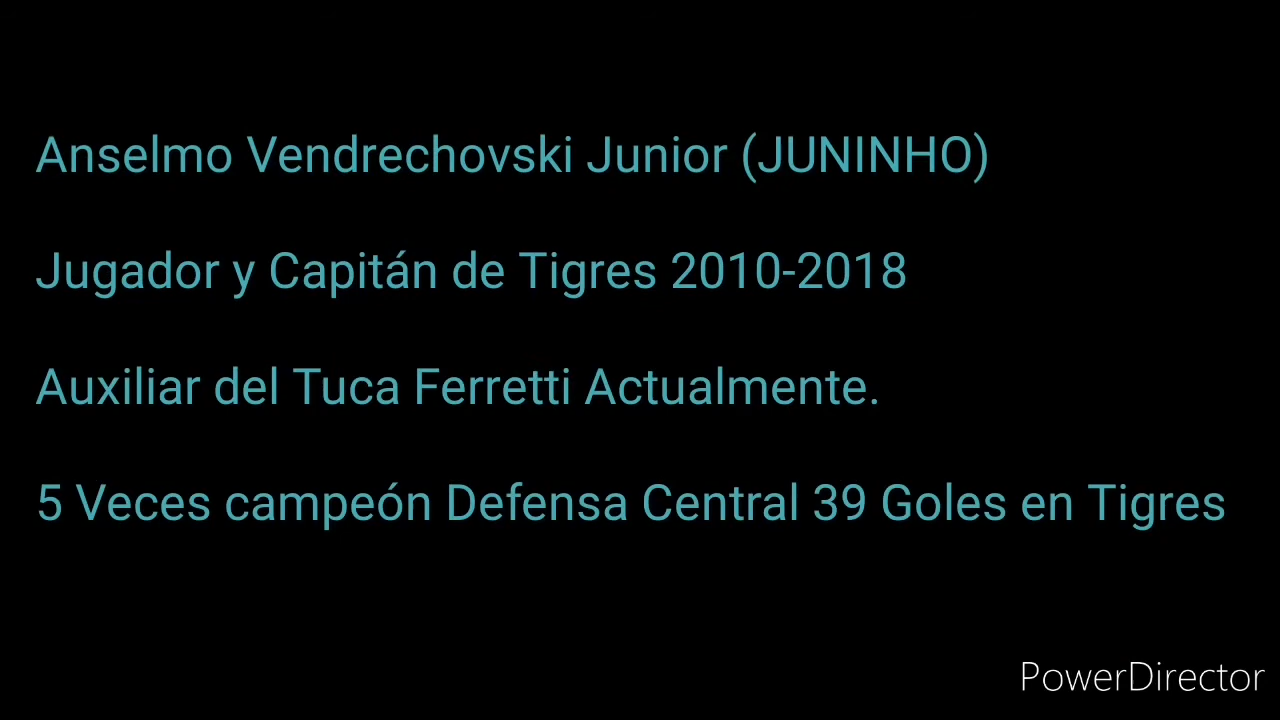 Anselmo Vendrechovski Junior (JUNINHO)
Jugador y Capitán de Tigres 2010-2018
Auxiliar del Tuca Ferretti Actualmente.
5 Veces campeón Defensa Central 39 Goles en Tigres
PowerDirector